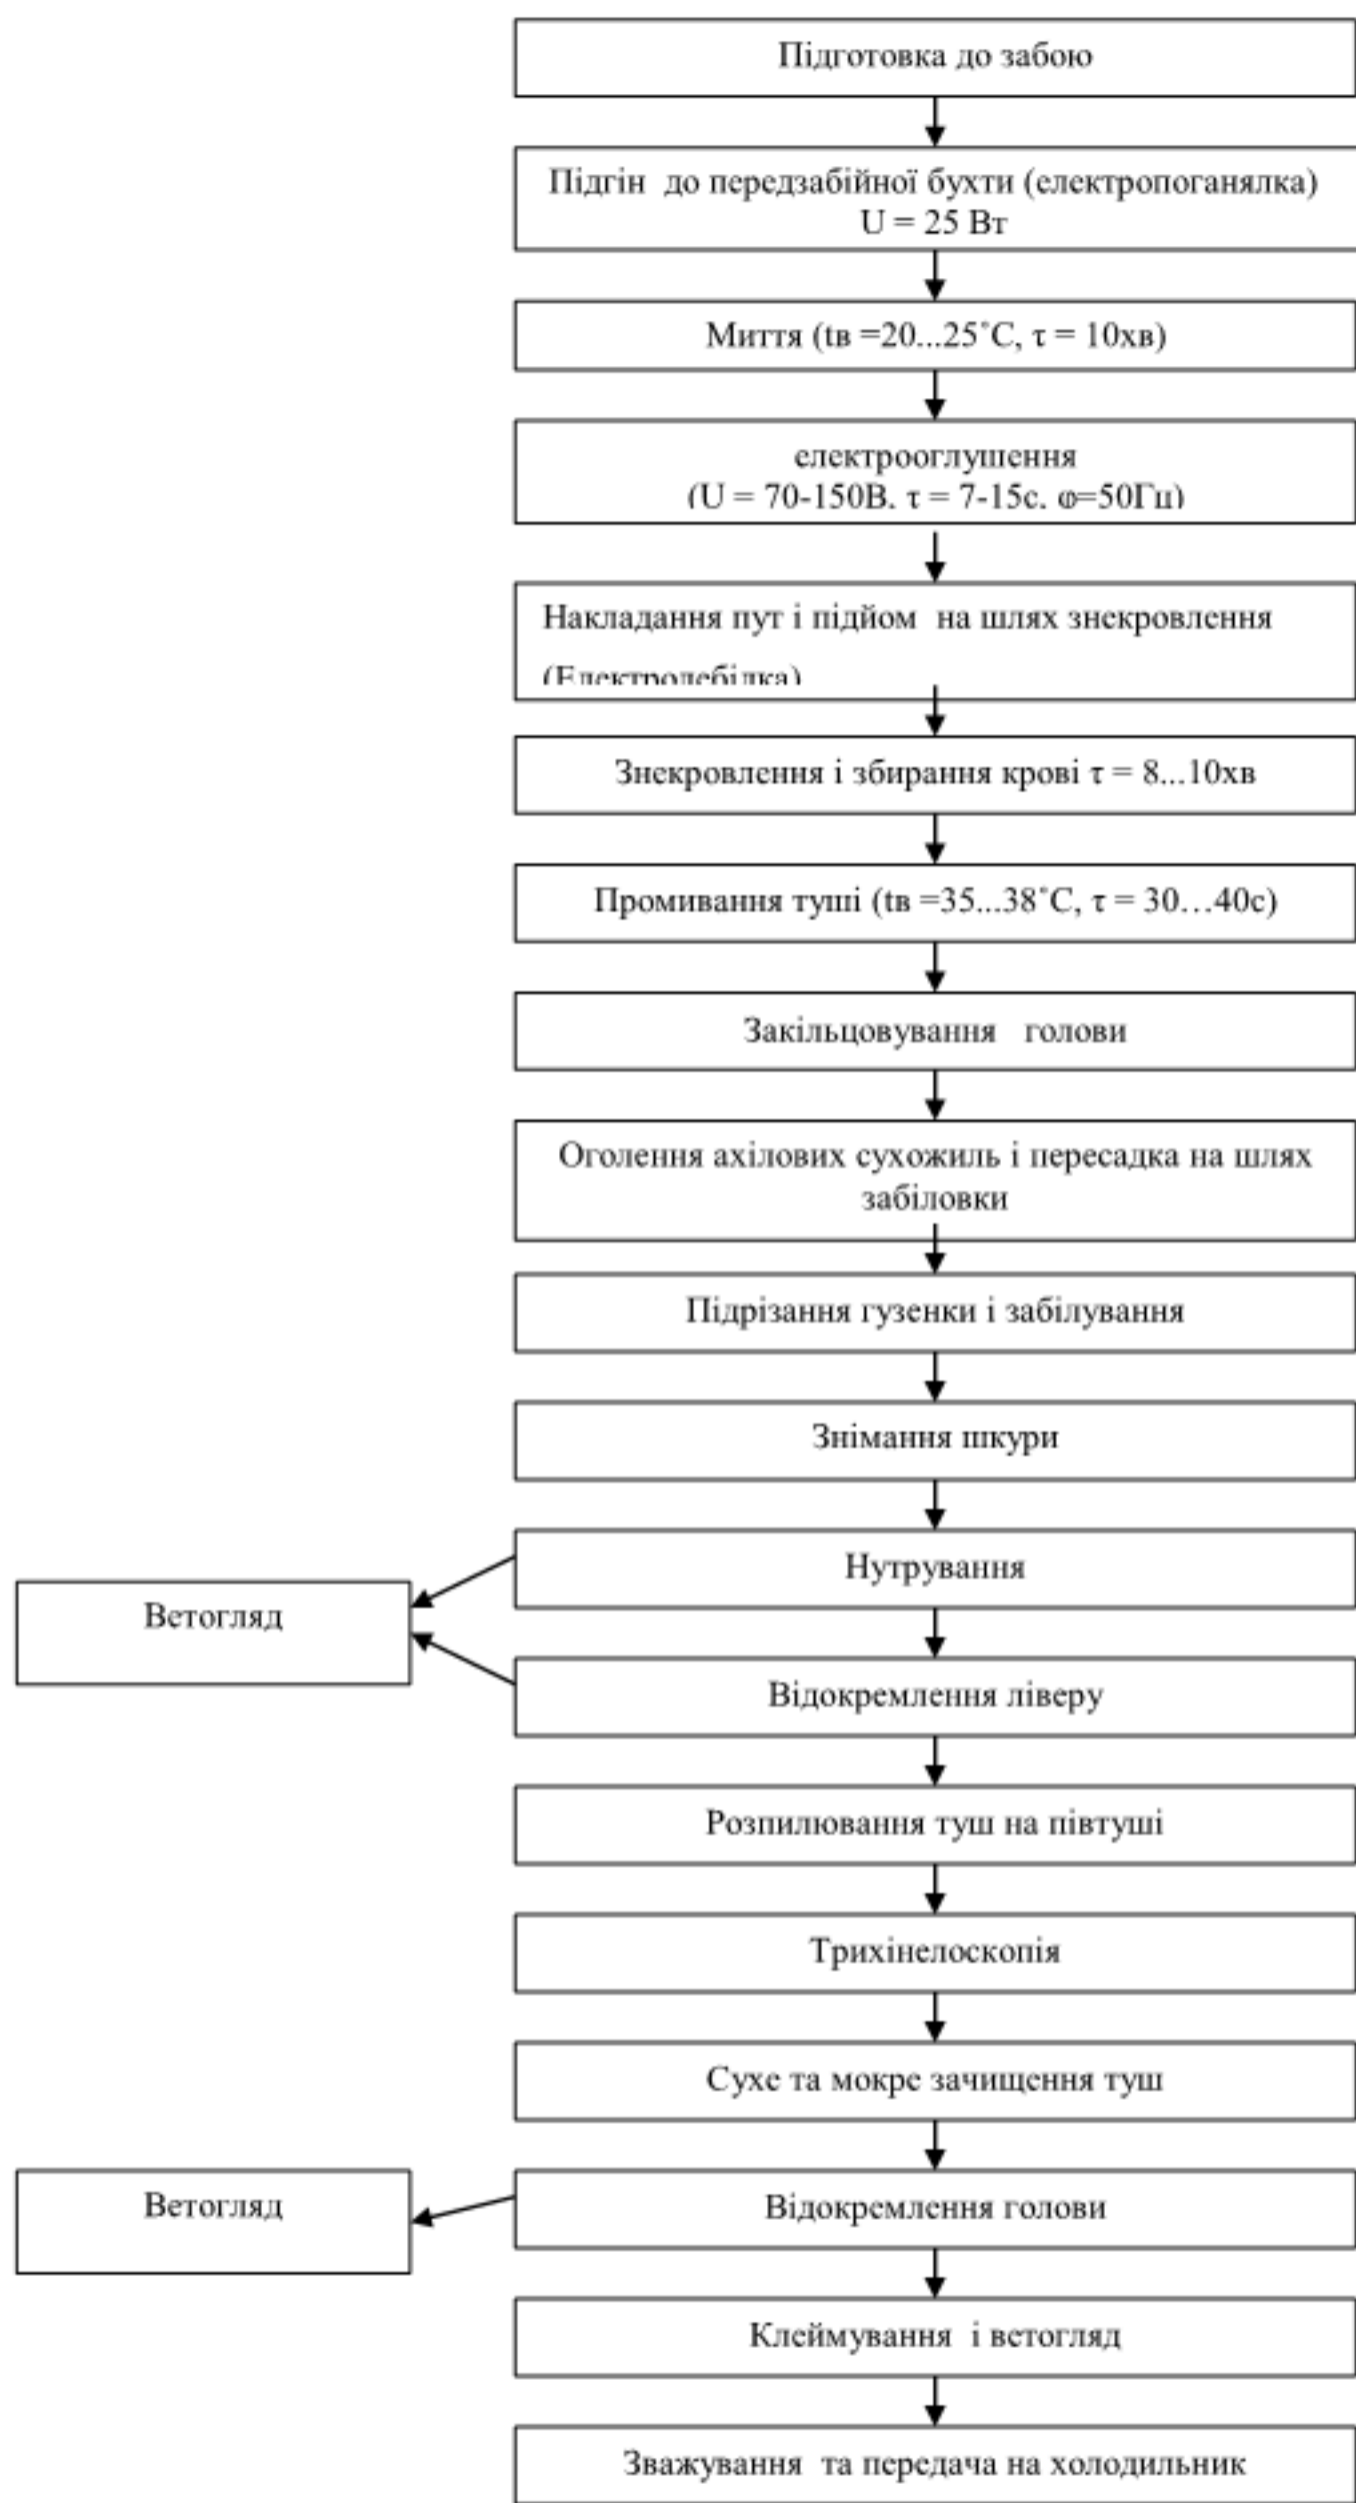 Підготовка до забою
Підгін до передзабійної бухти (електропоганялка)
U = 25 Вт
Миття (tв =20...25˚С, τ = 10хв)
електрооглушення
(U = 70-150В, τ = 7-15с, φ=50Гц)
Накладання пут і підйом на шлях знекровлення
(Електролебідка)
Знекровлення і збирання крові τ = 8...10хв
Промивання туші (tв =35...38˚С, τ = 30…40с)
Закільцовування голови
Оголення ахілових сухожиль і пересадка на шлях
забіловки
Підрізання гузенки і забілування
Знімання шкури
Нутрування
Ветогляд
Відокремлення ліверу
Розпилювання туш на півтуші
Трихінелоскопія
Сухе та мокре зачищення туш
Ветогляд
Відокремлення голови
Клеймування і ветогляд
Зважування та передача на холодильник